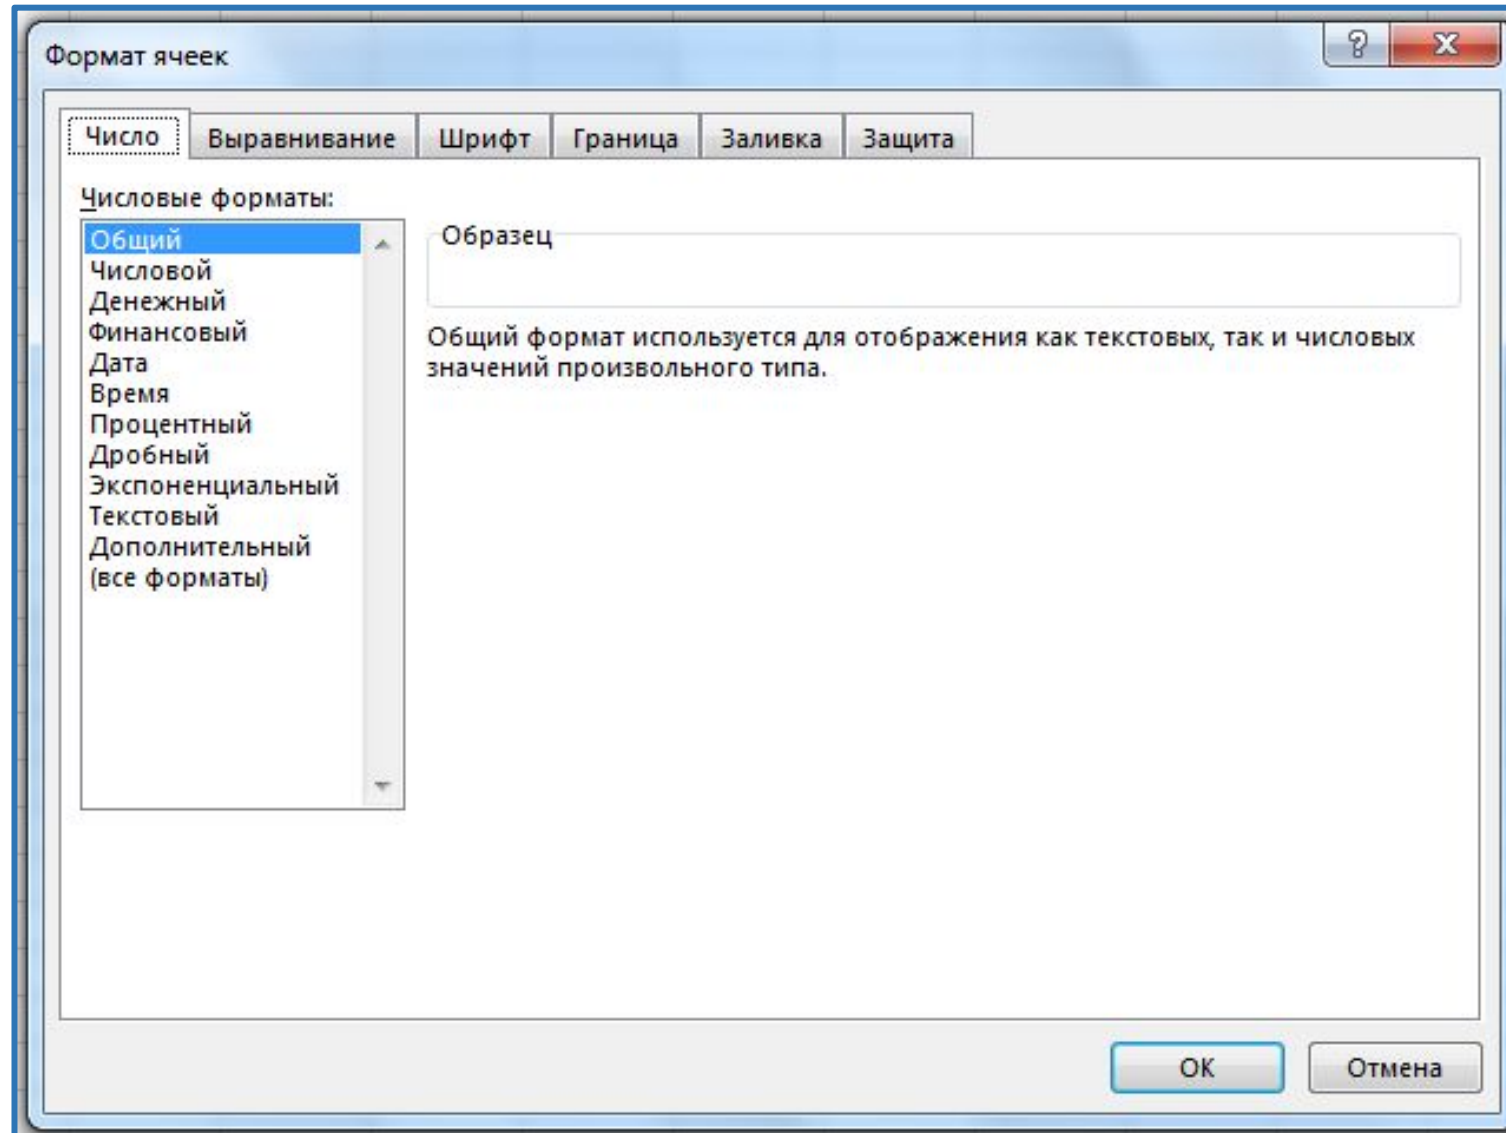 Формат ячеек
Число Выравнивание Шрифт Граница Заливка Защита
Числовые форматы:
Общий
Числовой
Денежный
Финансовый
Дата
Время
Процентный
Дробный
Экспоненциальный
Текстовый
Дополнительный
(все форматы)
Образец
Общий формат используется для отображения как текстовых, так и числовых
значений произвольного типа.
ОК Отмена